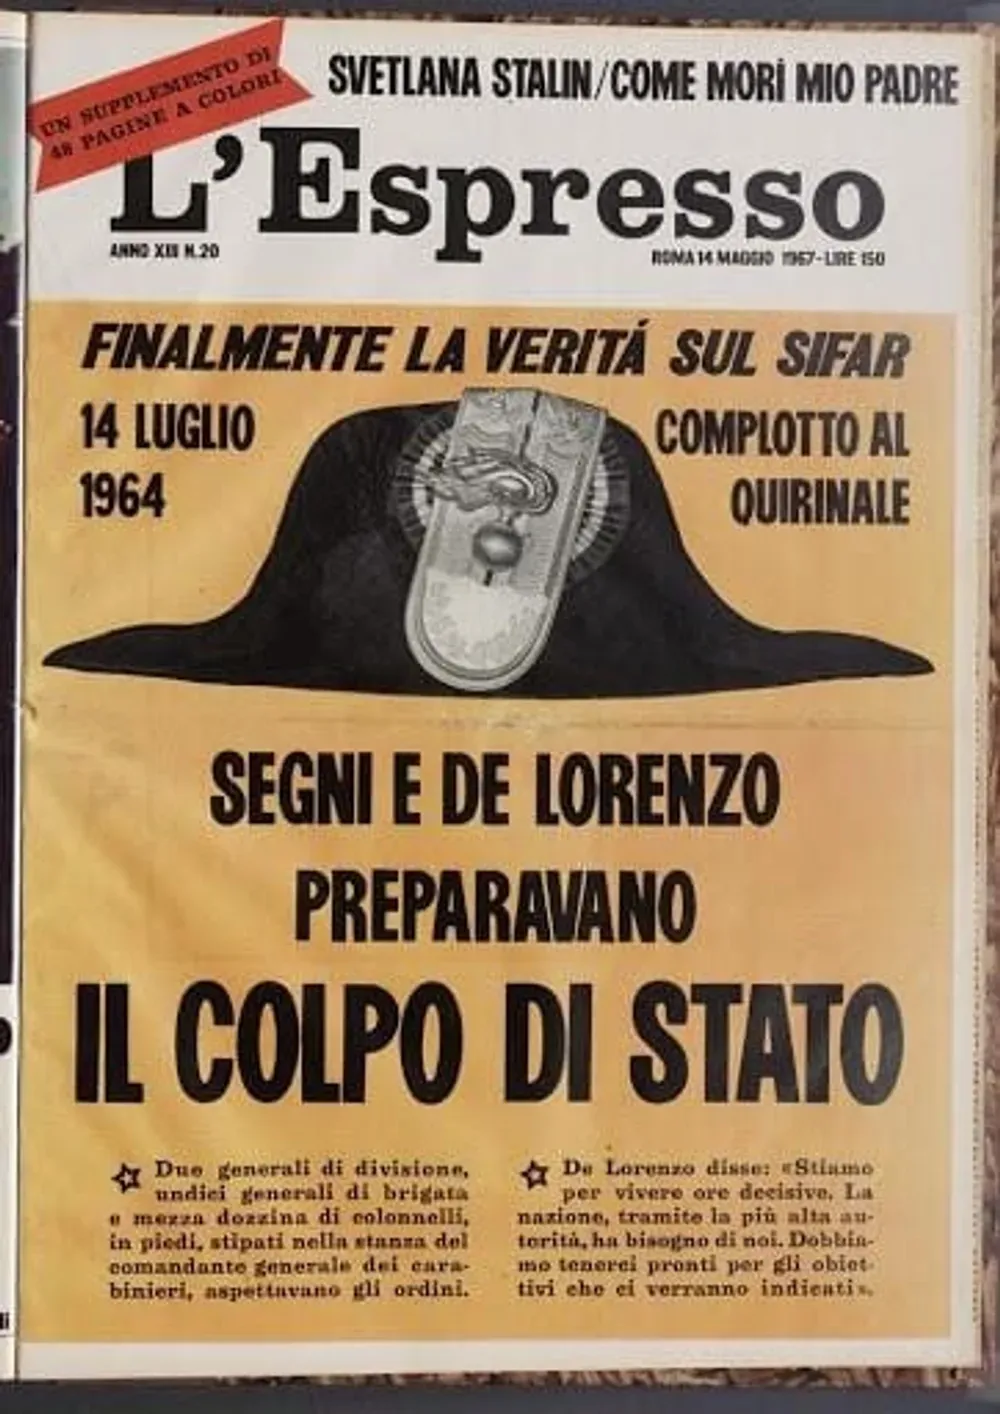 UN SUPPLEMENTO DI
48 PAGINE A COLORI
SVETLANA STALIN/COME MORÌ MIO PADRE
L'Espresso
ANNO XIII N.20
ROMA 14 MAGGIO 1967-LIRE 150
FINALMENTE LA VERITÁ SUL SIFAR
14 LUGLIO
1964
COMPLOTTO AL
QUIRINALE
SEGNI E DE LORENZO
PREPARAVANO
IL COLPO DI STATO
Due generali di divisione,
undici generali di brigata
e mezza dozzina di colonnelli,
in piedi, stipati nella stanza del
comandante generale dei cara-
binieri, aspettavano gli ordini.
De Lorenzo disse: «Stiamo
per vivere ore decisive. La
nazione, tramite la più alta au-
torità, ha bisogno di noi. Dobbia-
mo tenerci pronti per gli obiet-
tivi che ci verranno indicati».